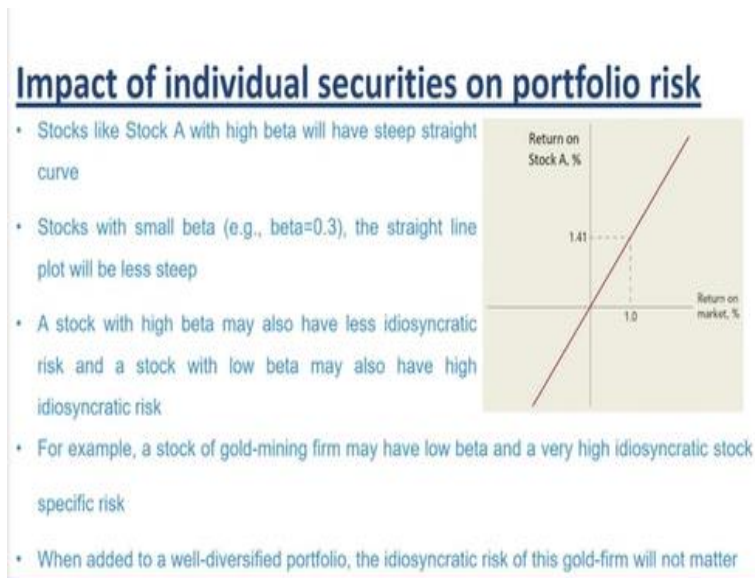 Impact of individual securities on portfolio risk
• Stocks like Stock A with high beta will have steep straight
curve
• Stocks with small beta (e.g., beta=0.3), the straight line
plot will be less steep
• A stock with high beta may also have less idiosyncratic
risk and a stock with low beta may also have high
idiosyncratic risk
Return on
Stock A, %
1.41
1.0
Return on
market, %
• For example, a stock of gold-mining firm may have low beta and a very high idiosyncratic stock
specific risk
• When added to a well-diversified portfolio, the idiosyncratic risk of this gold-firm will not matter